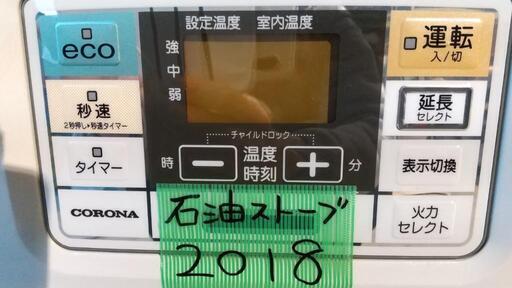 設定温度 室内温度
eco
強
中
弱
運転
入/切
秒速
2秒押し▸秒速タイマー
延長
セレクト
チャイルドロック
タイマー
時
−
温度
時刻
+
分
表示切換
CORONA
火力
セレクト
石油ストーブ
2018